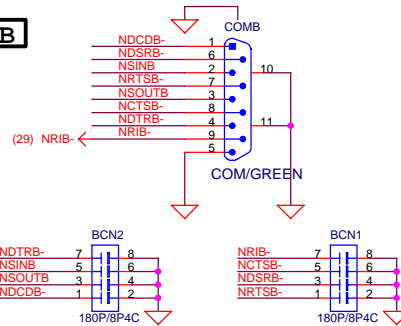 B
COMB
NDCDB- 1
NDSRB- 6
NSINB 2 10
NRTSB- 7
NSOUTB 3
NCTSB- 8
NDTRB- 4 11
(29) NRIB- NRIB- 9
5
COM/GREEN
BCN2 BCN1
NDTRB- 7 8 NRIB- 7 8
NSINB 5 6 NCTSB- 5 6
NSOUTB 3 4 NDSRB- 3 4
NDCDB- 1 2 NRTSB- 1 2
180P/8P4C 180P/8P4C